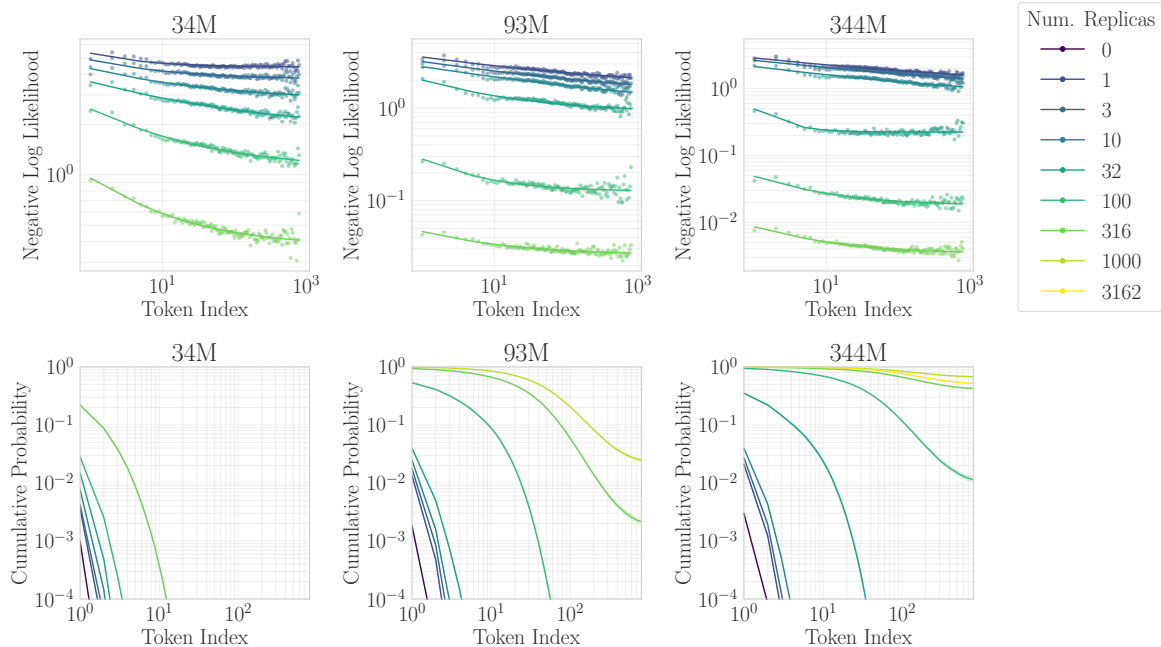 34M
93M
344M
Num. Replicas
0
1
3
10
32
100
316
1000
3162
Negative Log Likelihood
10^0
10^1
10^3
Token Index
Negative Log Likelihood
10^0
10^-1
10^1
10^3
Token Index
Negative Log Likelihood
10^0
10^-1
10^-2
10^1
10^3
Token Index
34M
93M
344M
Cumulative Probability
10^0
10^-1
10^-2
10^-3
10^-4
10^0
10^1
10^2
Token Index
Cumulative Probability
10^0
10^-1
10^-2
10^-3
10^-4
10^0
10^1
10^2
Token Index
Cumulative Probability
10^0
10^-1
10^-2
10^-3
10^-4
10^0
10^1
10^2
Token Index